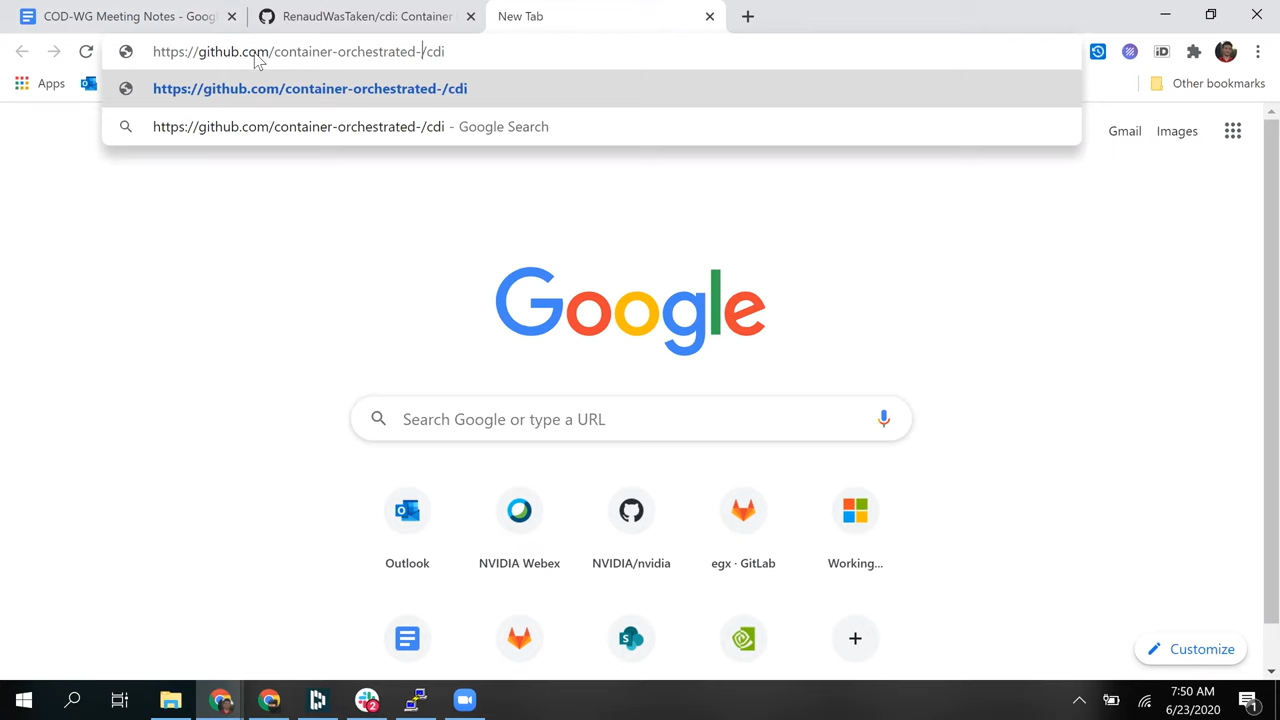 COD-WG Meeting Notes - Goog
RenaudWasTaken/cdi: Container
New Tab
https://github.com/container-orchestrated-/cdi
iD
Apps
Other bookmarks
https://github.com/container-orchestrated-/cdi
https://github.com/container-orchestrated-/cdi - Google Search
Gmail
Images
Google
Search Google or type a URL
Outlook
NVIDIA Webex
NVIDIA/nvidia
egx · GitLab
Working...
Customize
7:50 AM
6/23/2020